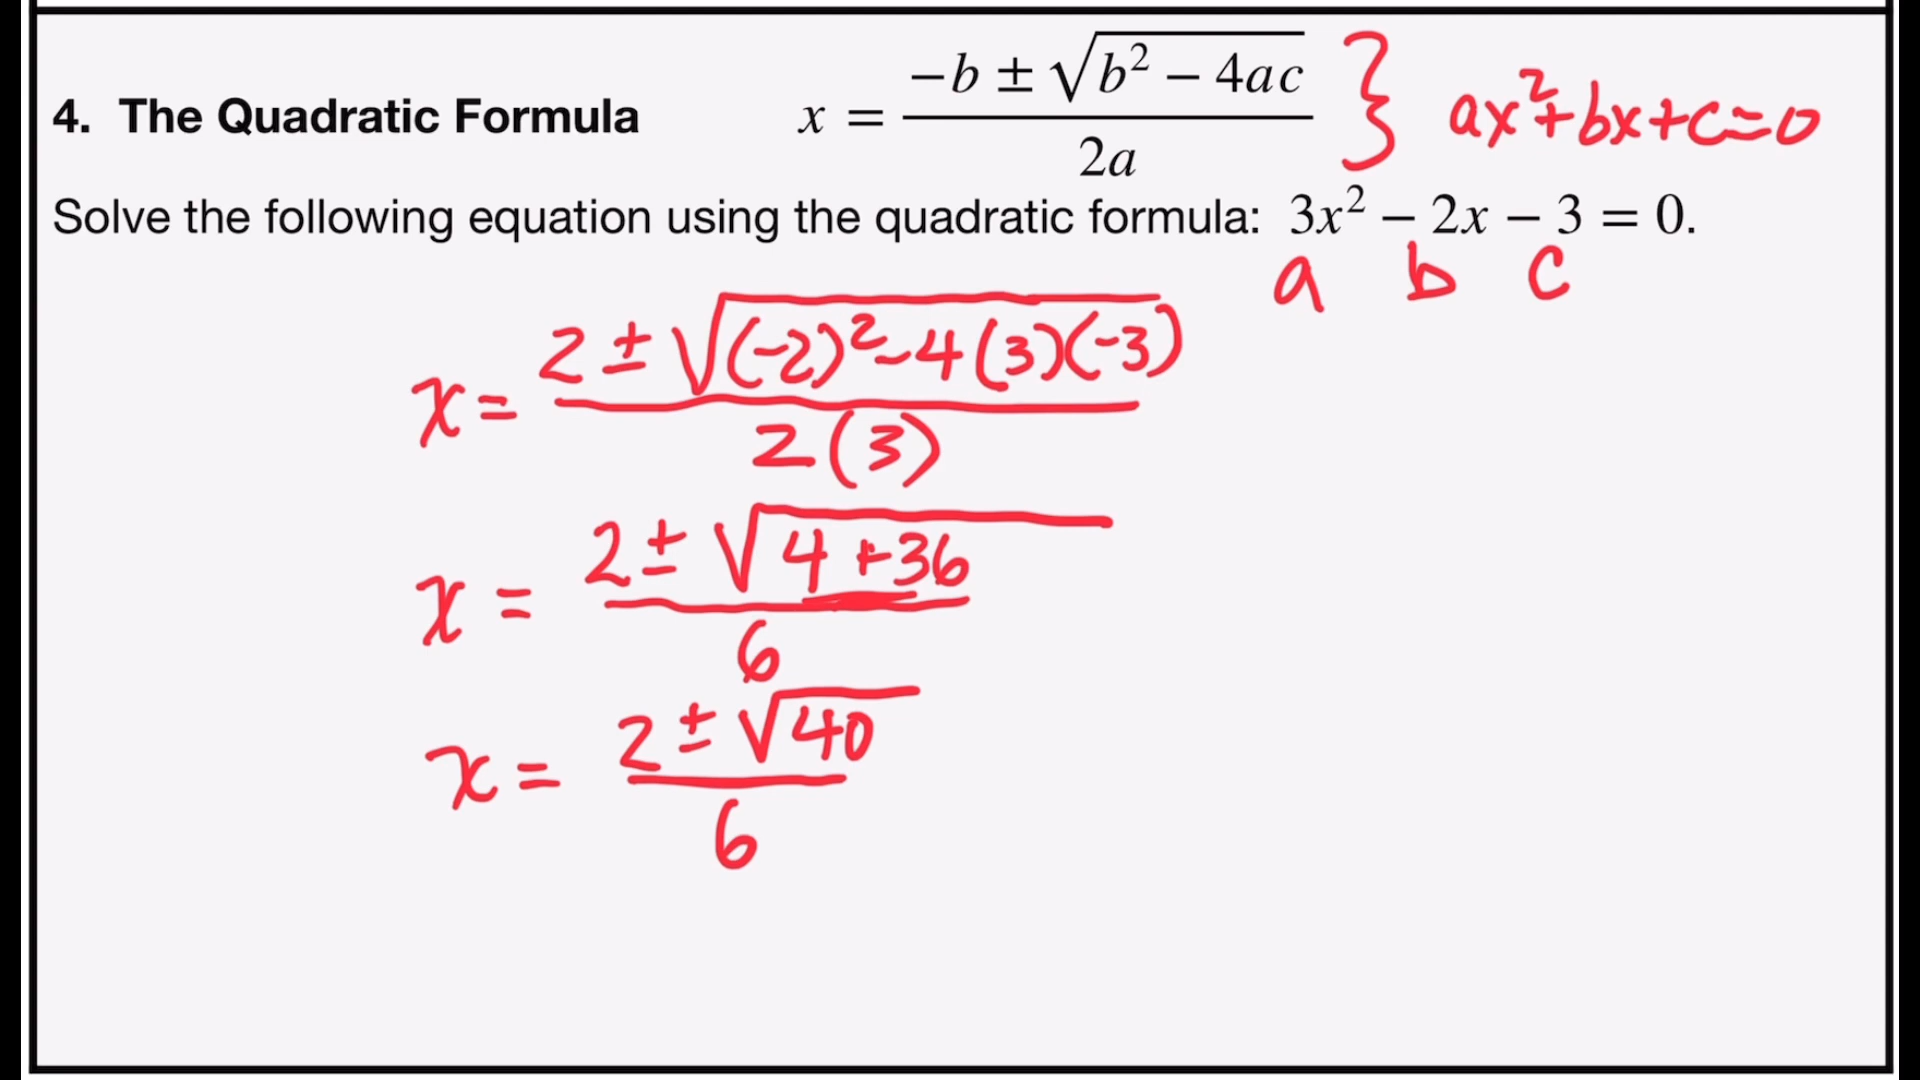 4. The Quadratic Formula x = (−b ± √(b² − 4ac)) / (2a) } ax²+bx+c=0
Solve the following equation using the quadratic formula: 3x² − 2x − 3 = 0.
a b c
x = (2 ± √((-2)²-4(3)(-3))) / (2(3))
x = (2 ± √(4+36)) / 6
x = (2 ± √40) / 6